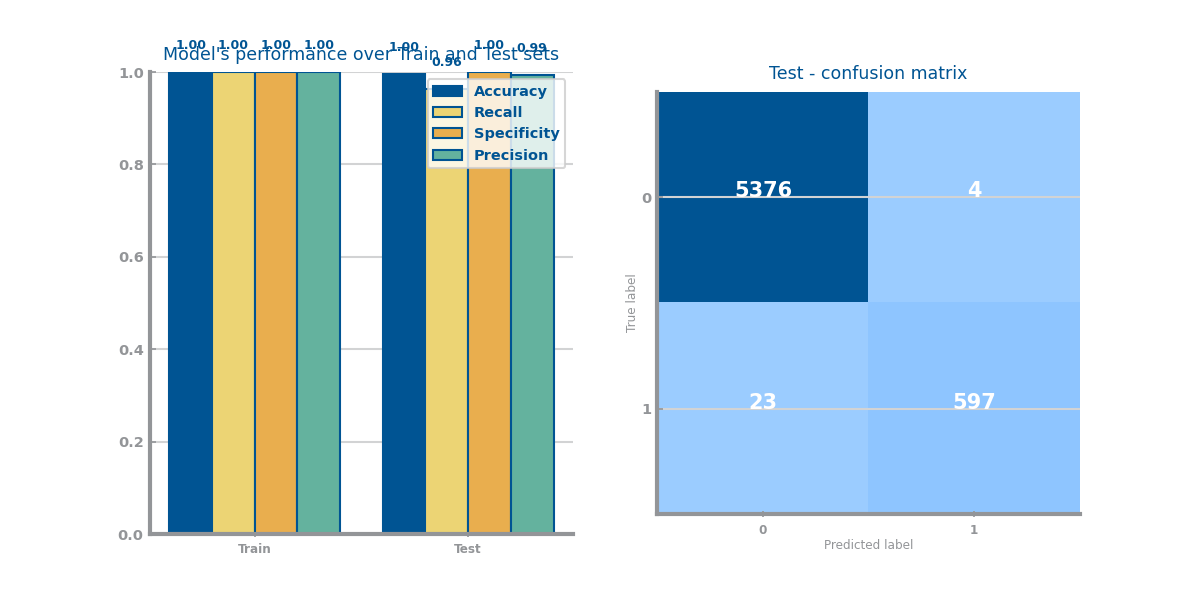 1.00 1.00 1.00 1.00 1.00 0.96 1.00 0.99
Model's performance over Train and Test sets
1.0
0.8
0.6
0.4
0.2
0.0
Accuracy
Recall
Specificity
Precision
Train Test
Test - confusion matrix
True label
0
1
5376 4
23 597
0 1
Predicted label